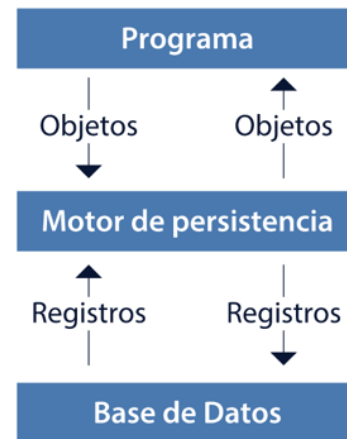 Programa
Objetos
Objetos
Motor de persistencia
Registros
Registros
Base de Datos